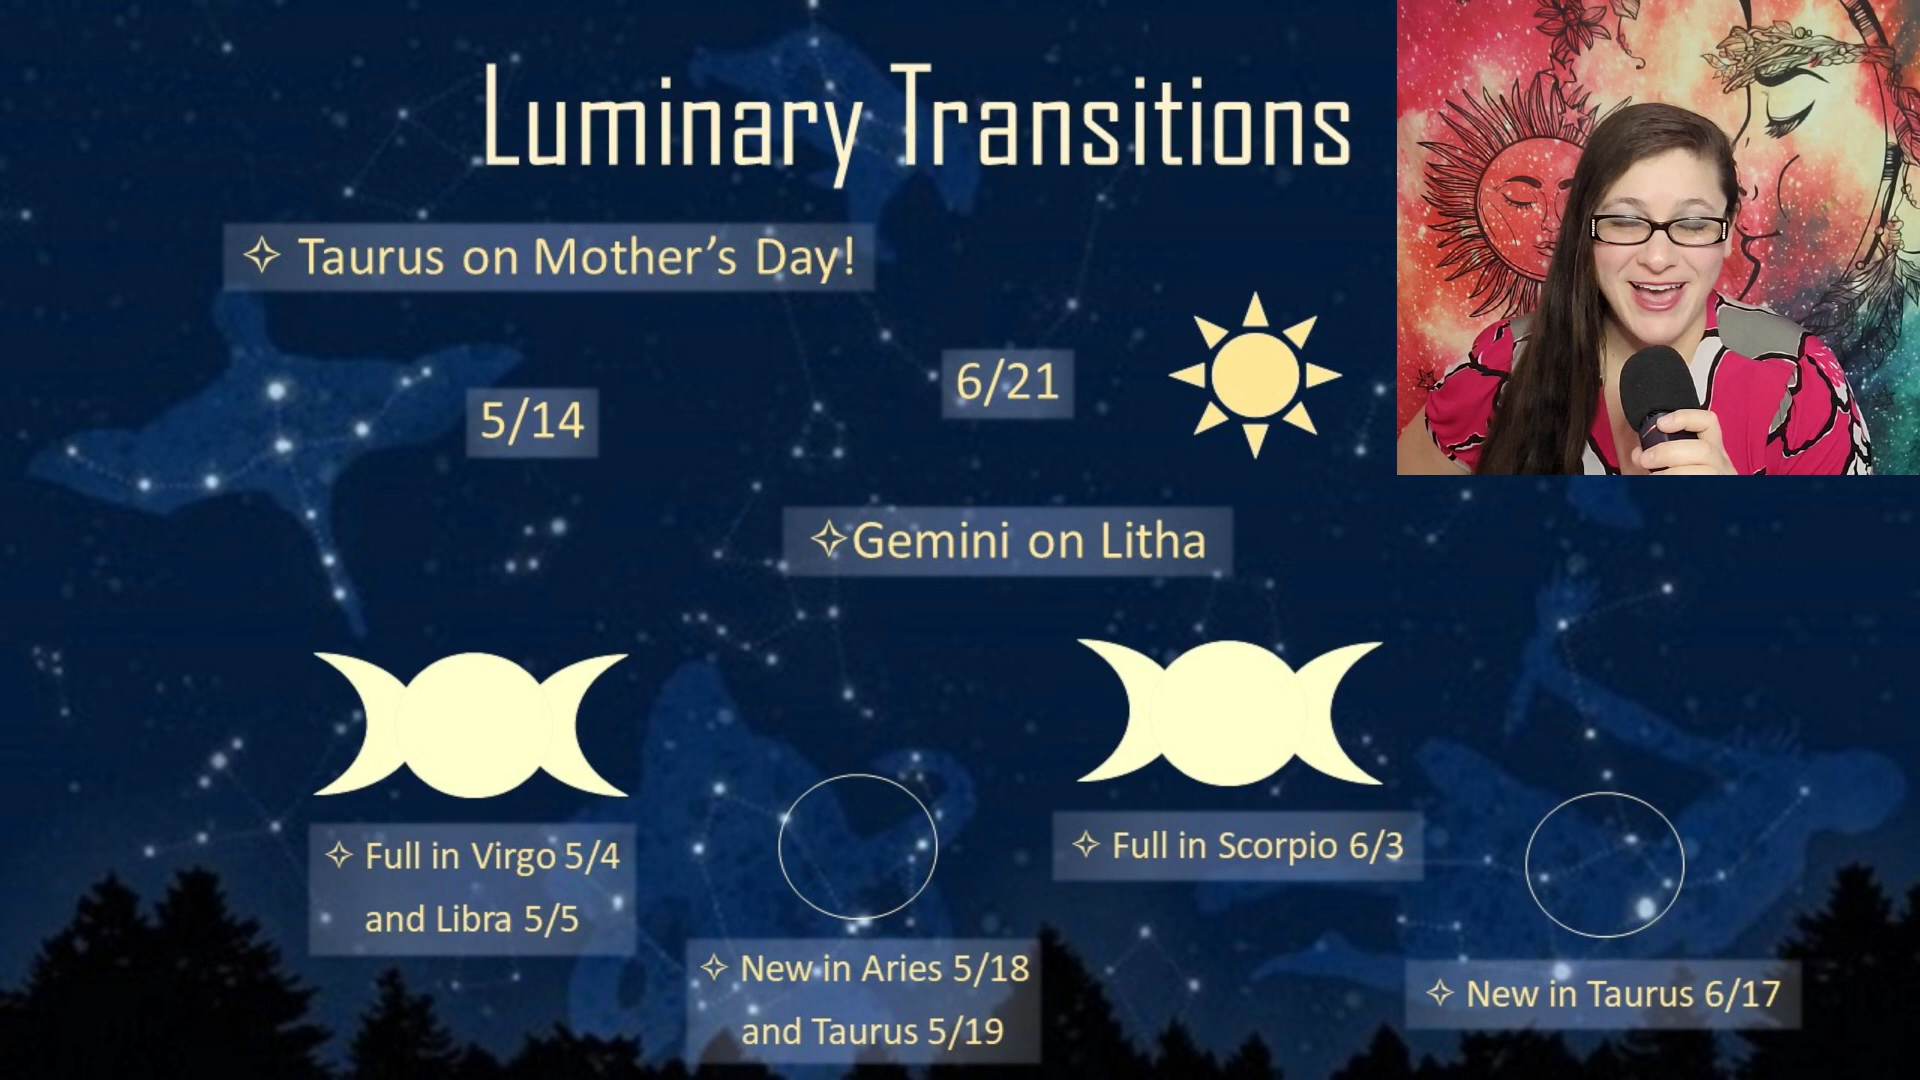 Luminary Transitions
✧ Taurus on Mother's Day!
5/14
6/21
✧Gemini on Litha
✧ Full in Virgo 5/4
and Libra 5/5
✧ New in Aries 5/18
and Taurus 5/19
✧ Full in Scorpio 6/3
✧ New in Taurus 6/17